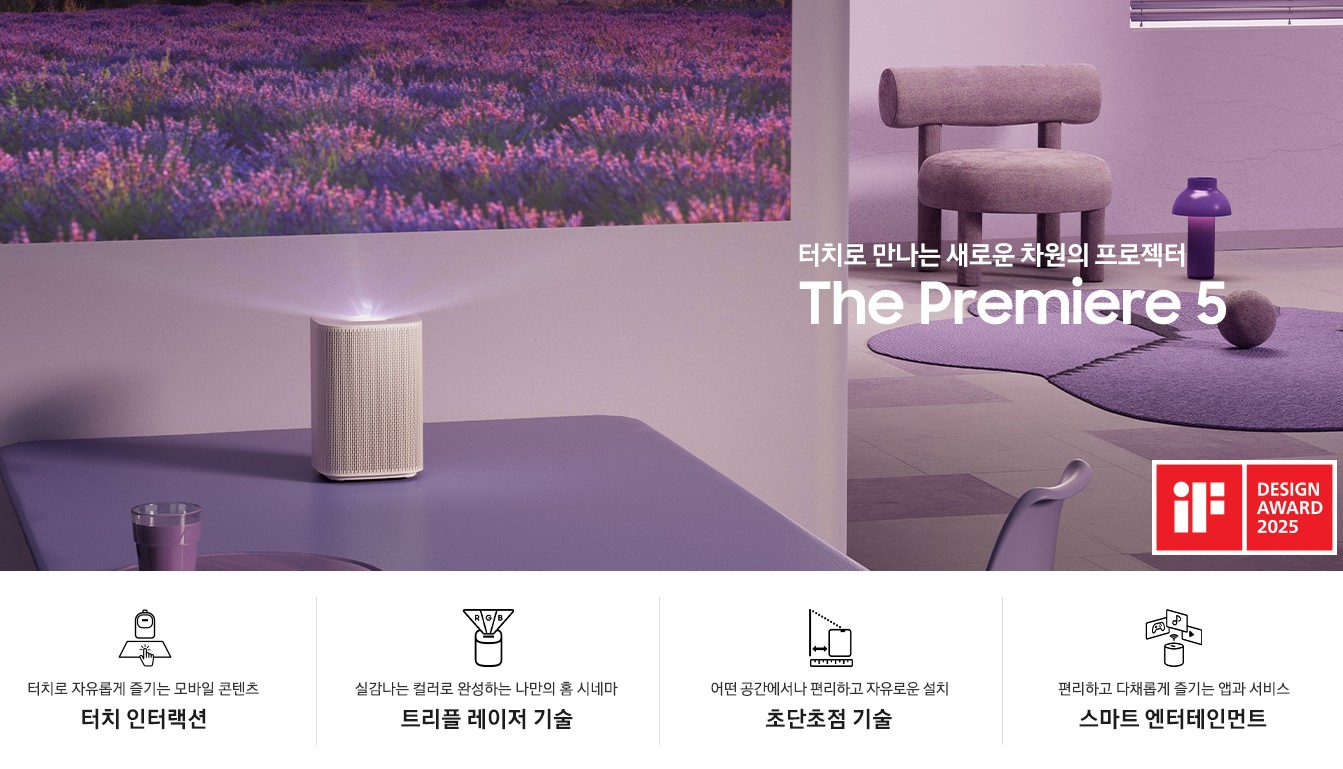 터치로 만나는 새로운 차원의 프로젝터
The Premiere 5
iF
DESIGN
AWARD
2025
터치로 자유롭게 즐기는 모바일 콘텐츠
터치 인터랙션
R G B
실감나는 컬러로 완성하는 나만의 홈 시네마
트리플 레이저 기술
어떤 공간에서나 편리하고 자유로운 설치
초단초점 기술
편리하고 다채롭게 즐기는 앱과 서비스
스마트 엔터테인먼트